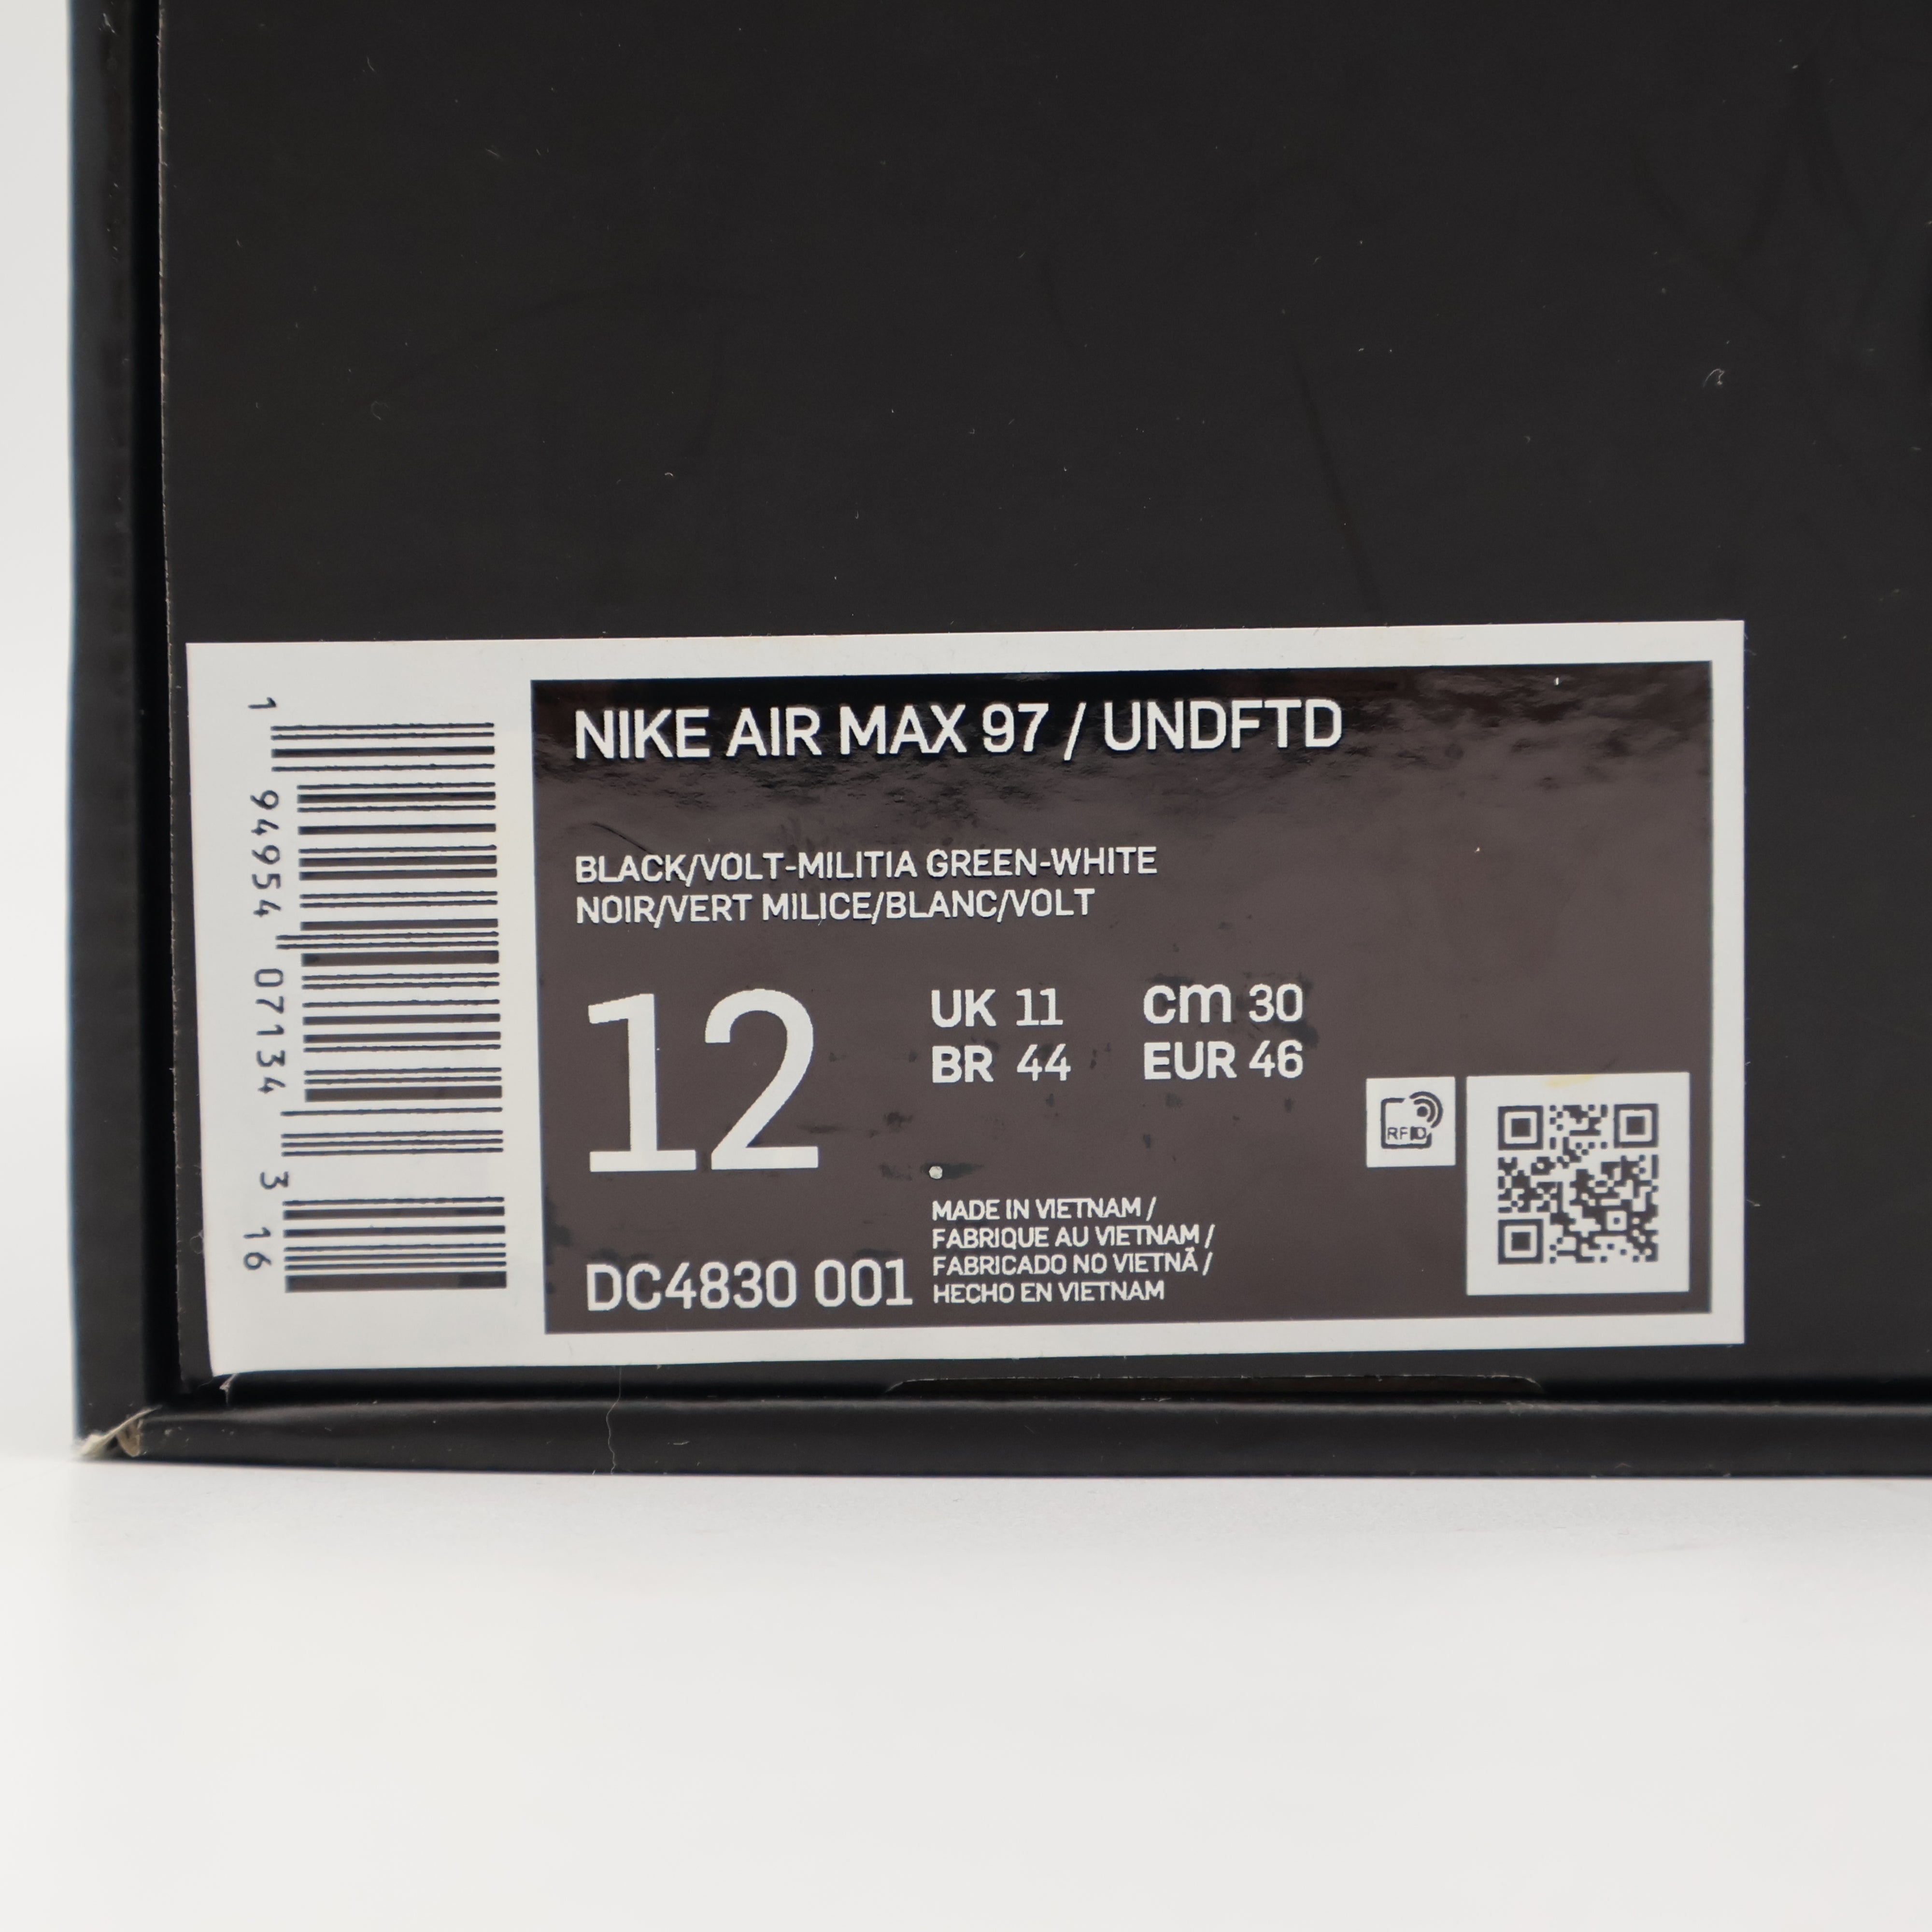 1 94954 07134 3 16
NIKE AIR MAX 97 / UNDFTD
BLACK/VOLT-MILITIA GREEN-WHITE
NOIR/VERT MILICE/BLANC/VOLT
12
UK 11 cm 30
BR 44 EUR 46
RFID
DC4830 001
MADE IN VIETNAM /
FABRIQUE AU VIETNAM /
FABRICADO NO VIETNÃ /
HECHO EN VIETNAM